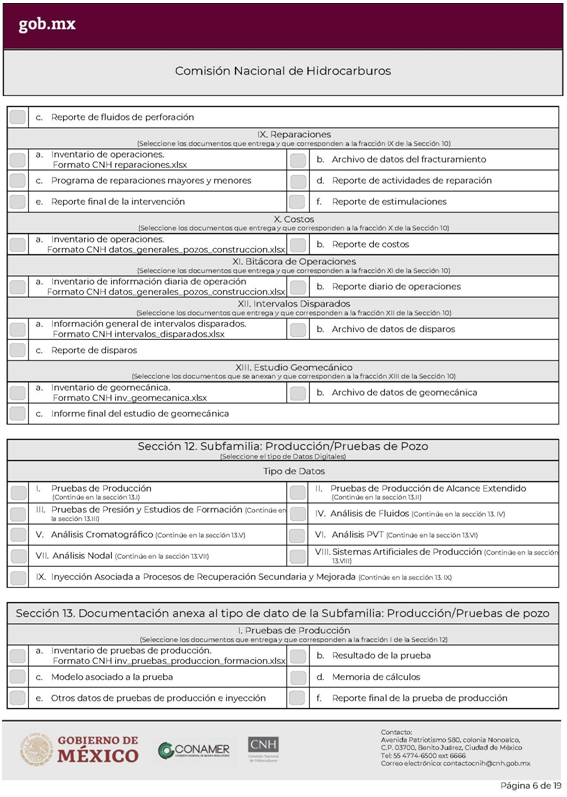 gob.mx
Comisión Nacional de Hidrocarburos
c. Reporte de fluidos de perforación
IX. Reparaciones
(Seleccione los documentos que entrega y que corresponden a la fracción IX de la Sección 10)
a. Inventario de operaciones.
Formato CNH reparaciones.xlsx
b. Archivo de datos del fracturamiento
c. Programa de reparaciones mayores y menores
d. Reporte de actividades de reparación
e. Reporte final de la intervención
f. Reporte de estimulaciones
X. Costos
(Seleccione los documentos que entrega y que corresponden a la fracción X de la Sección 10)
a. Inventario de operaciones.
Formato CNH datos_generales_pozos_construccion.xlsx
b. Reporte de costos
XI. Bitácora de Operaciones
(Seleccione los documentos que entrega y que corresponden a la fracción XI de la Sección 10)
a. Inventario de información diaria de operación
Formato CNH datos_generales_pozos_construccion.xlsx
b. Reporte diario de operaciones
XII. Intervalos Disparados
(Seleccione los documentos que entrega y que corresponden a la fracción XII de la Sección 10)
a. Información general de intervalos disparados.
Formato CNH intervalos_disparados.xlsx
b. Archivo de datos de disparos
c. Reporte de disparos
XIII. Estudio Geomecánico
(Seleccione los documentos que se anexan y que corresponden a la fracción XIII de la Sección 10)
a. Inventario de geomecánica.
Formato CNH inv_geomecanica.xlsx
b. Archivo de datos de geomecánica
c. Informe final del estudio de geomecánica
Sección 12. Subfamilia: Producción/Pruebas de Pozo
(Seleccione el tipo de Datos Digitales)
Tipo de Datos
I. Pruebas de Producción
(Continúe en la sección 13.I)
II. Pruebas de Producción de Alcance Extendido
(Continúe en la sección 13.II)
III. Pruebas de Presión y Estudios de Formación (Continúe en
la sección 13.III)
IV. Análisis de Fluidos (Continúe en la sección 13. IV)
V. Análisis Cromatográfico (Continúe en la sección 13.V)
VI. Análisis PVT (Continúe en la sección 13.VI)
VII. Análisis Nodal (Continúe en la sección 13.VII)
VIII. Sistemas Artificiales de Producción (Continúe en la sección
13.VIII)
IX. Inyección Asociada a Procesos de Recuperación Secundaria y Mejorada (Continúe en la sección 13. IX)
Sección 13. Documentación anexa al tipo de dato de la Subfamilia: Producción/Pruebas de pozo
I. Pruebas de Producción
(Seleccione los documentos que entrega y que corresponden a la fracción I de la Sección 12)
a. Inventario de pruebas de producción.
Formato CNH inv_pruebas_produccion_formacion.xlsx
b. Resultado de la prueba
c. Modelo asociado a la prueba
d. Memoria de cálculos
e. Otros datos de pruebas de producción e inyección
f. Reporte final de la prueba de producción
GOBIERNO DE
MÉXICO
CONAMER
CNH
Comisión Nacional
de Hidrocarburos
Contacto:
Avenida Patriotismo 580, colonia Nonoalco,
C.P. 03700, Benito Juárez, Ciudad de México
Tel: 55 4774-6500 ext 6666
Correo electrónico: contactocnih@cnh.gob.mx
Página 6 de 19